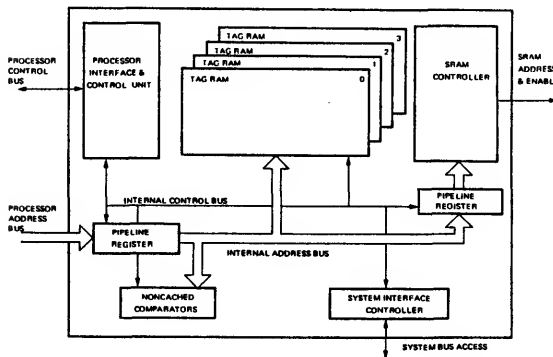 PROCESSOR
CONTROL
BUS
PROCESSOR
INTERFACE &
CONTROL UNIT
TAG RAM 3
TAG RAM 2
TAG RAM 1
TAG RAM 0
SRAM
CONTROLLER
SRAM
ADDRESS
& ENABL
PROCESSOR
ADDRESS
BUS
INTERNAL CONTROL BUS
PIPELINE
REGISTER
PIPELINE
REGISTER
INTERNAL ADDRESS BUS
NONCACHED
COMPARATORS
SYSTEM INTERFACE
CONTROLLER
SYSTEM BUS ACCESS